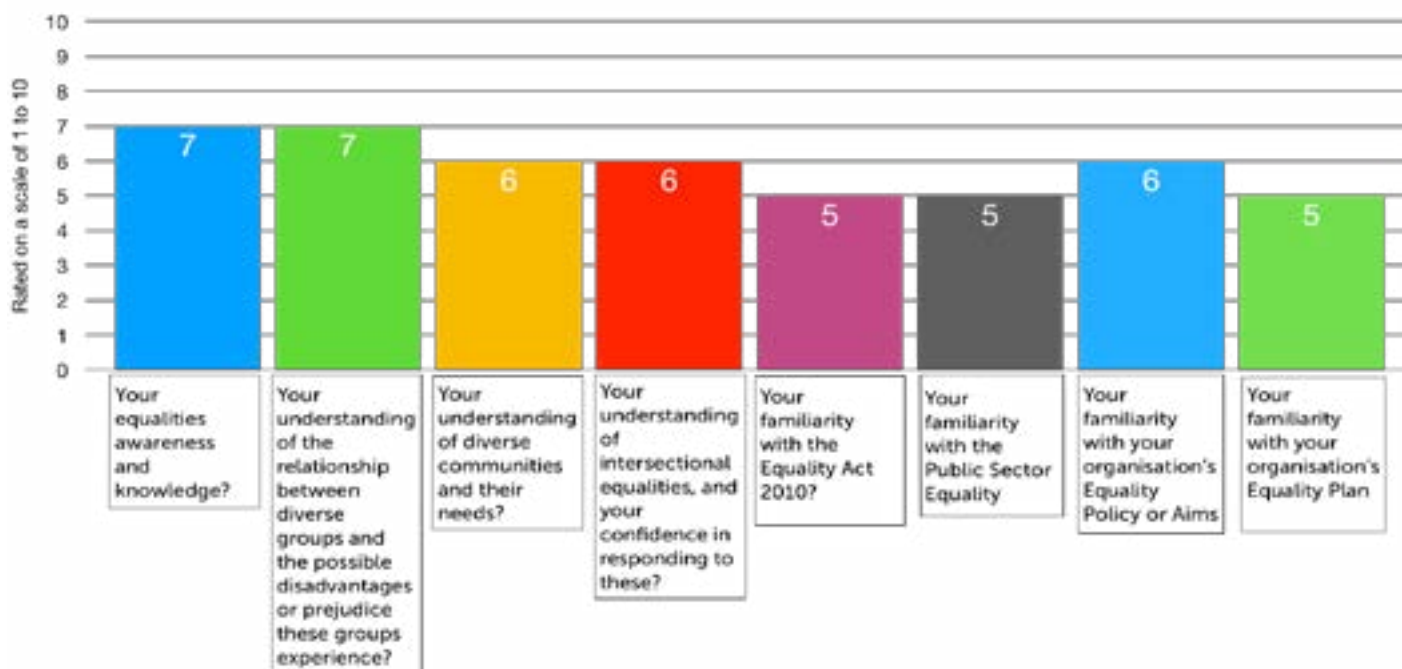 Rated on a scale of 1 to 10
10
9
8
7
6
5
4
3
2
1
0
7
7
6
6
5
5
6
5
Your
equalities
awareness
and
knowledge?
Your
understanding
of the
relationship
between
diverse
groups and
the possible
disadvantages
or prejudice
these groups
experience?
Your
understanding
of diverse
communities
and their
needs?
Your
understanding
of
intersectional
equalities, and
your
confidence in
responding to
these?
Your
familiarity
with the
Equality Act
2010?
Your
familiarity
with the
Public Sector
Equality
Your
familiarity
with your
organisation's
Equality
Policy or Aims
Your
familiarity
with your
organisation's
Equality Plan